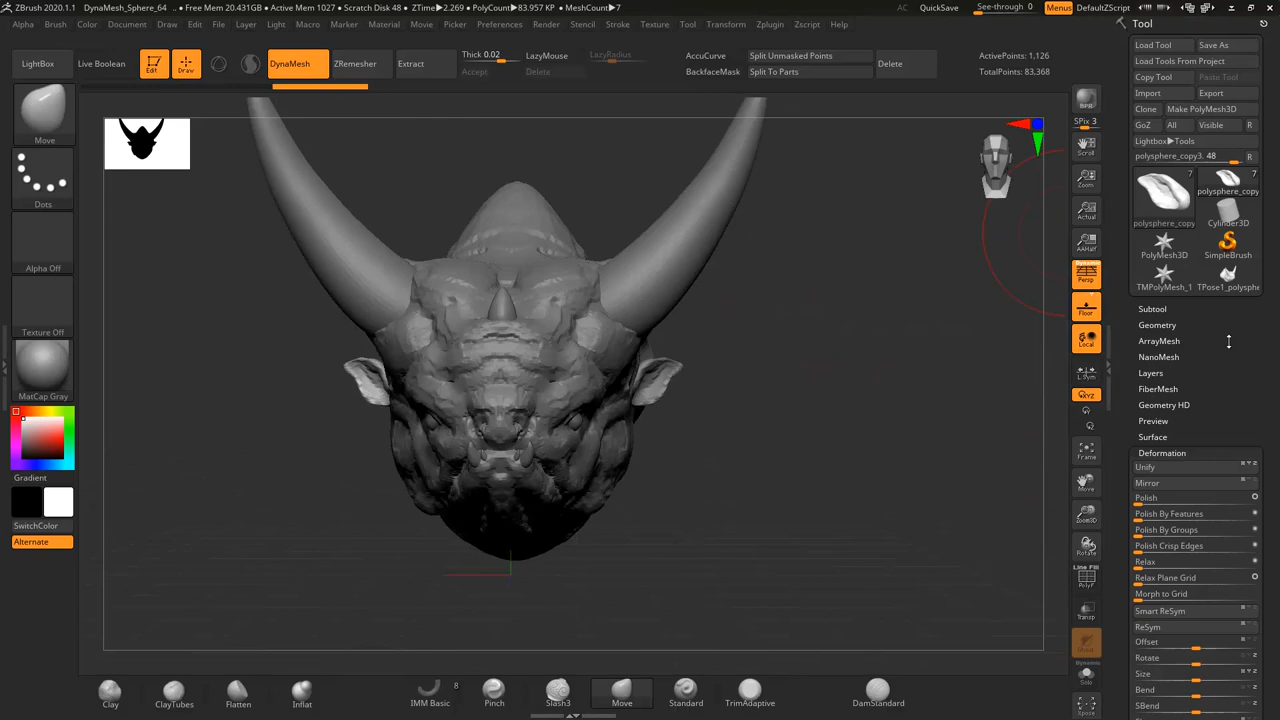 ZBrush 2020.1.1 DynaMesh_Sphere_64 .. • Free Mem 20.431GB • Active Mem 1027 • Scratch Disk 48 • ZTime▶2.269 • PolyCount▶83.957 KP • MeshCount▶7 AC QuickSave See-through 0 Menus DefaultZScript
Alpha Brush Color Document Draw Edit File Layer Light Macro Marker Material Movie Picker Preferences Render Stencil Stroke Texture Tool Transform Zplugin Zscript Help
Tool
LightBox Live Boolean Edit Draw DynaMesh ZRemesher Extract
Thick 0.02 LazyMouse LazyRadius AccuCurve Split Unmasked Points Delete ActivePoints: 1,126
Accept Delete BackfaceMask Split To Parts TotalPoints: 83,368
Move
Dots
Alpha Off
Texture Off
MatCap Gray
Gradient
SwitchColor
Alternate
BPR
SPix 3
Scroll
Zoom
Actual
AAHalf
Dynamic
Persp
Floor
Local
L.Sym
XYZ
Frame
Move
Zoom3D
Rotate
Line Fill
PolyF
Transp
Ghost
Dynamic
Solo
Xpose
Load Tool Save As
Load Tools From Project
Copy Tool Paste Tool
Import Export
Clone Make PolyMesh3D
GoZ All Visible R
Lightbox▶Tools
polysphere_copy3. 48 R
7 7
polysphere_copy
polysphere_copy Cylinder3D
PolyMesh3D SimpleBrush
TMPolyMesh_1 TPose1_polysphe
Subtool
Geometry
ArrayMesh
NanoMesh
Layers
FiberMesh
Geometry HD
Preview
Surface
Deformation
Unify
Mirror
Polish
Polish By Features
Polish By Groups
Polish Crisp Edges
Relax
Relax Plane Grid
Morph to Grid
Smart ReSym
ReSym
Offset
Rotate
Size
Bend
SBend
Clay ClayTubes Flatten Inflat IMM Basic 8 Pinch Slash3 Move Standard TrimAdaptive DamStandard